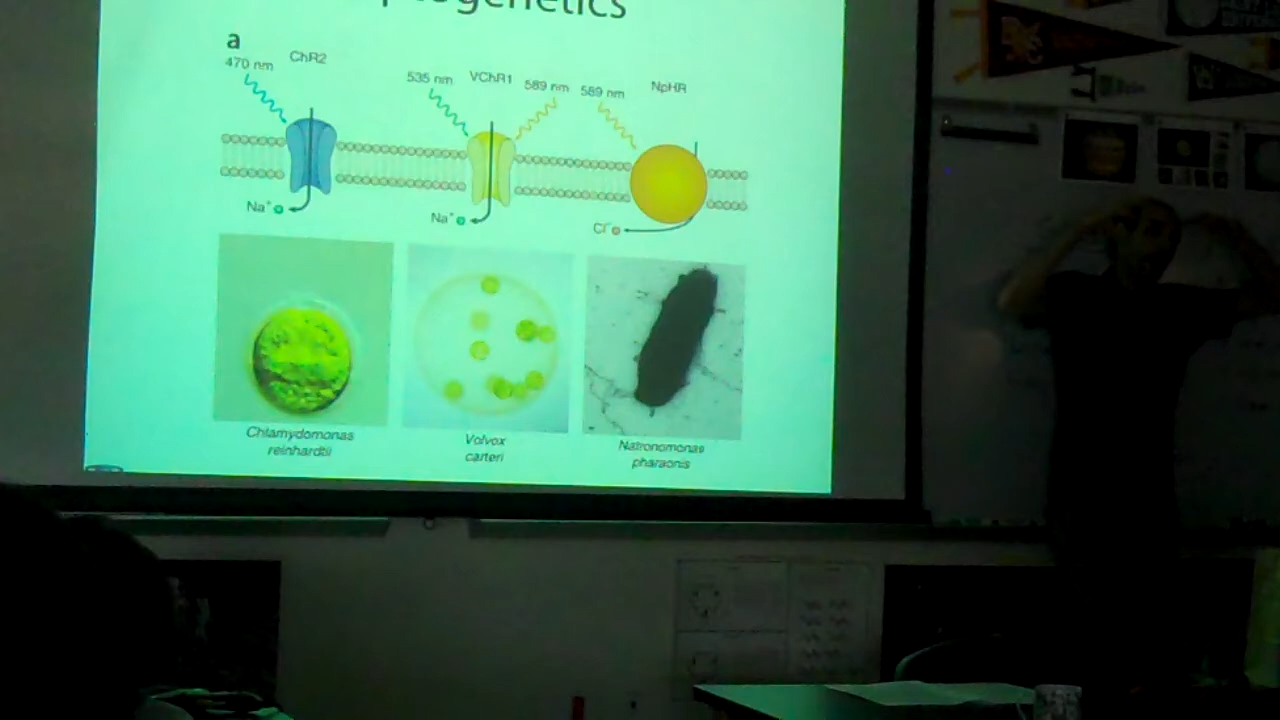 ptogenetics
a
470 nm
ChR2
535 nm
VChR1
589 nm
589 nm
NpHR
Na⁺
Na⁺
Cl⁻
Chlamydomonas
reinhardtii
Volvox
carteri
Natronomonas
pharaonis